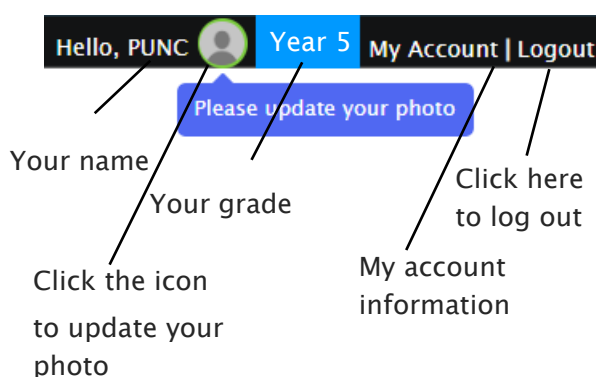 Hello, PUNC Year 5 My Account | Logout
Please update your photo
Your name
Your grade
Click here
to log out
Click the icon
to update your
photo
My account
information